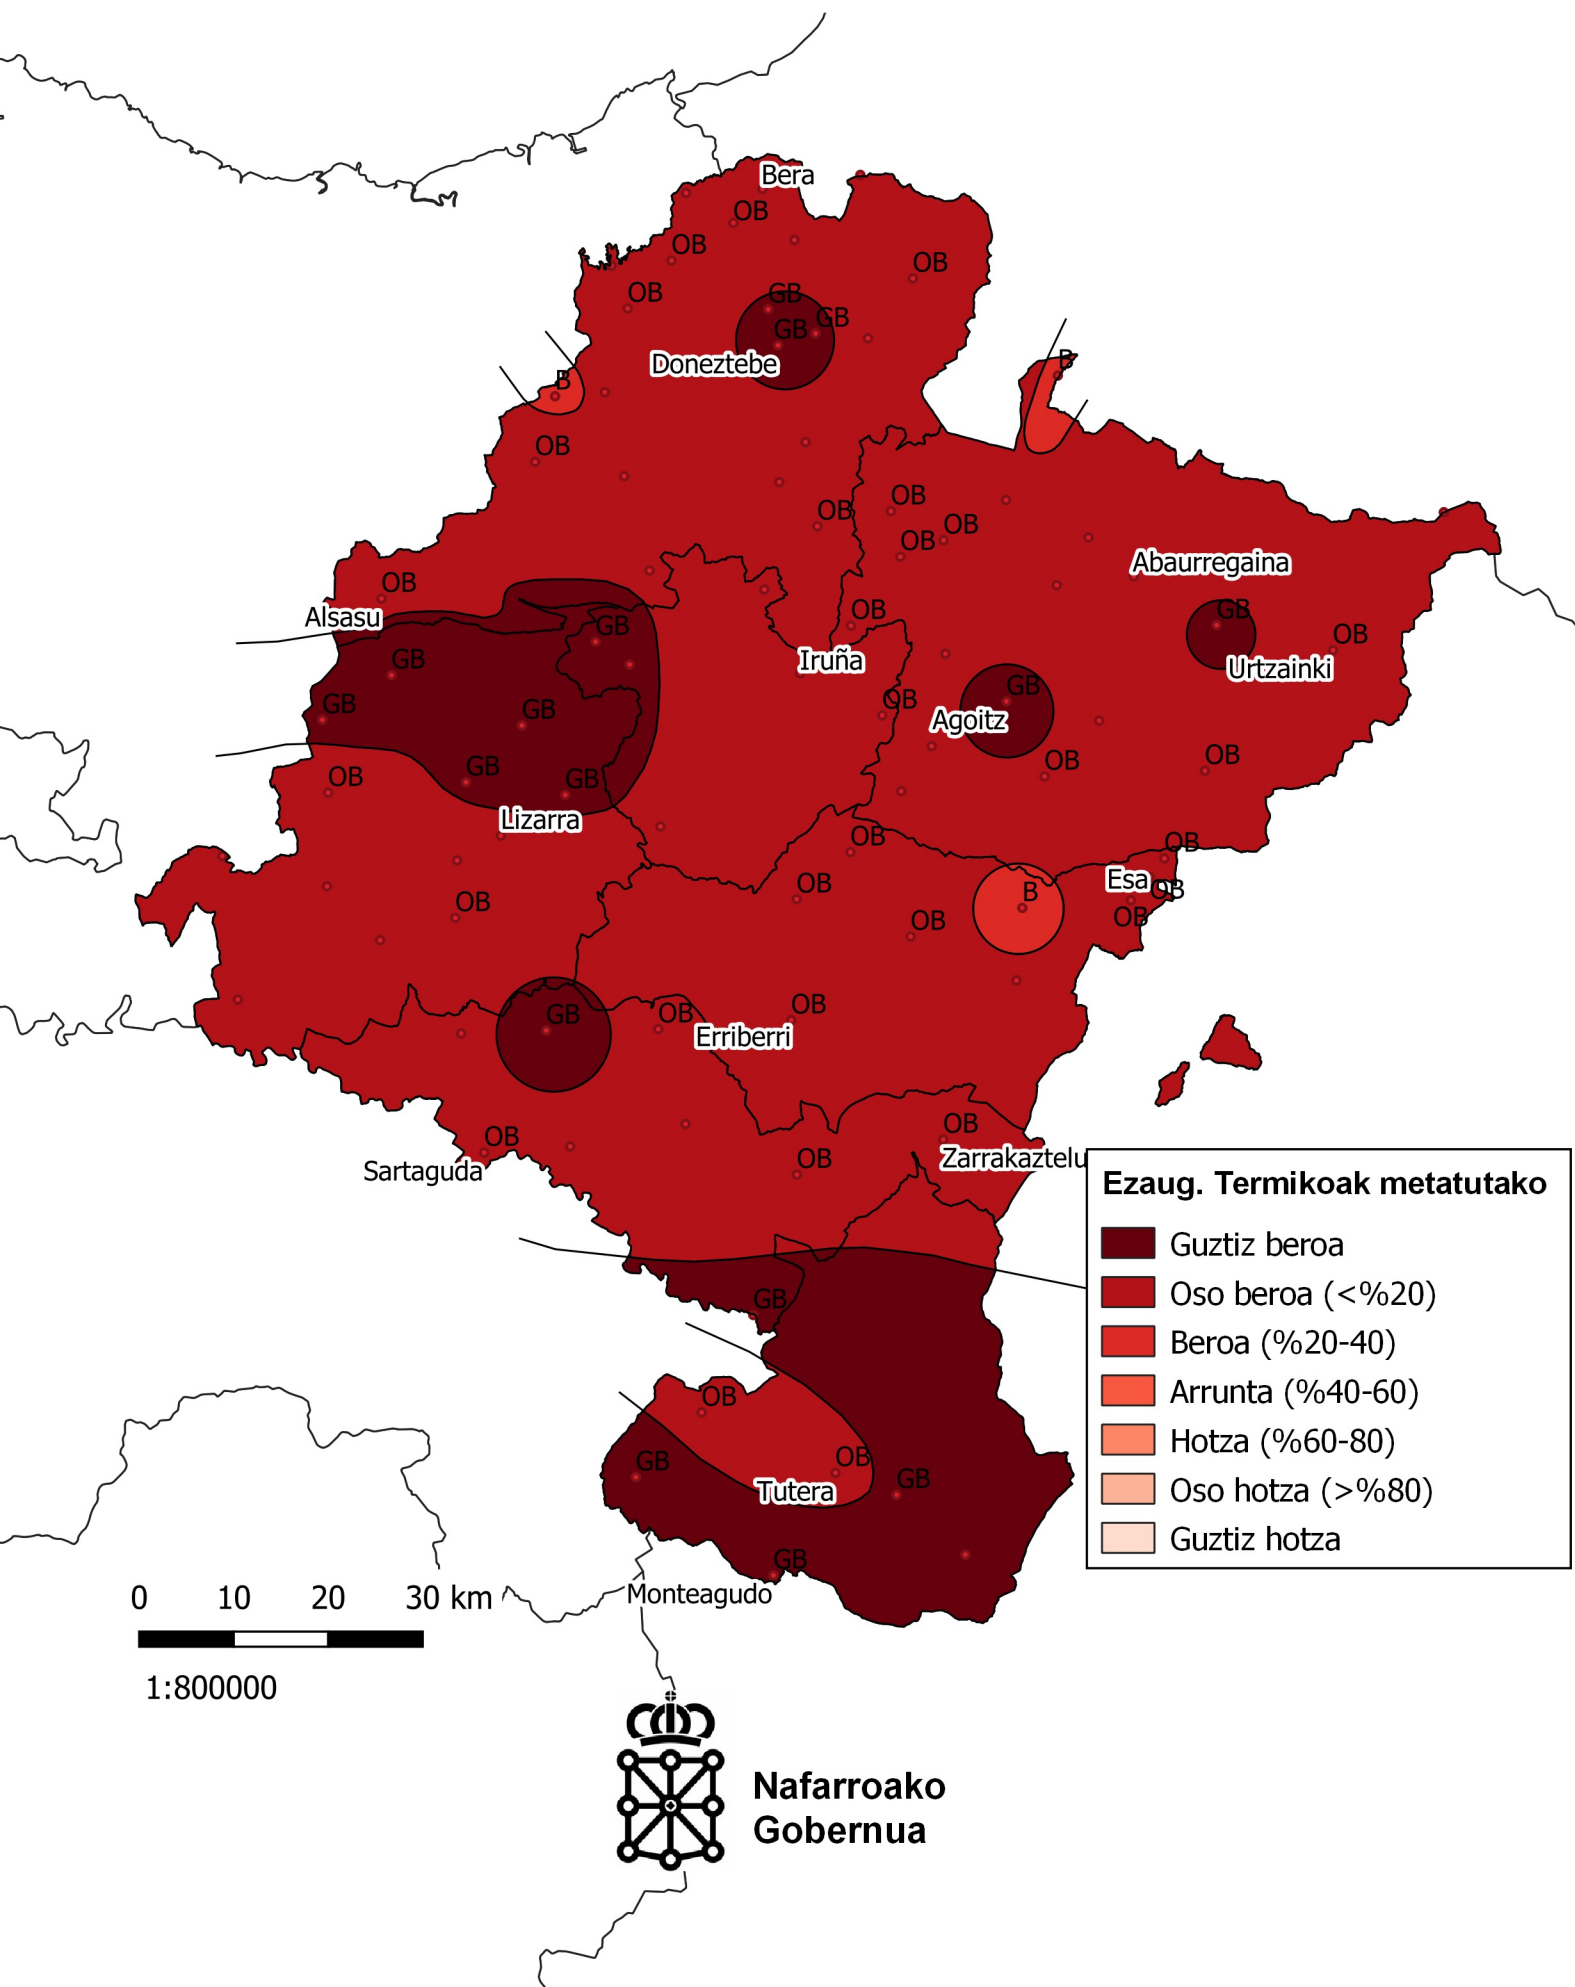 Bera
OB
OB
OB
OB
GB
GB
GB
Doneztebe
B
B
OB
OB
OB
OB
OB
Abaurregaina
OB
Alsasu
GB
OB
GB
OB
Iruña
GB
Urtzainki
GB
GB
OB
GB
Agoitz
GB
GB
OB
OB
OB
Lizarra
OB
OB
Esa
OB
OB
B
OB
OB
OB
GB
OB
OB
Erriberri
OB
OB
Zarrakaztelu
Sartaguda
OB
GB
OB
GB
OB
GB
Tutera
GB
Monteagudo
Ezaug. Termikoak metatutako
Guztiz beroa
Oso beroa (<%20)
Beroa (%20-40)
Arrunta (%40-60)
Hotza (%60-80)
Oso hotza (>%80)
Guztiz hotza
0 10 20 30 km
1:800000
Nafarroako
Gobernua